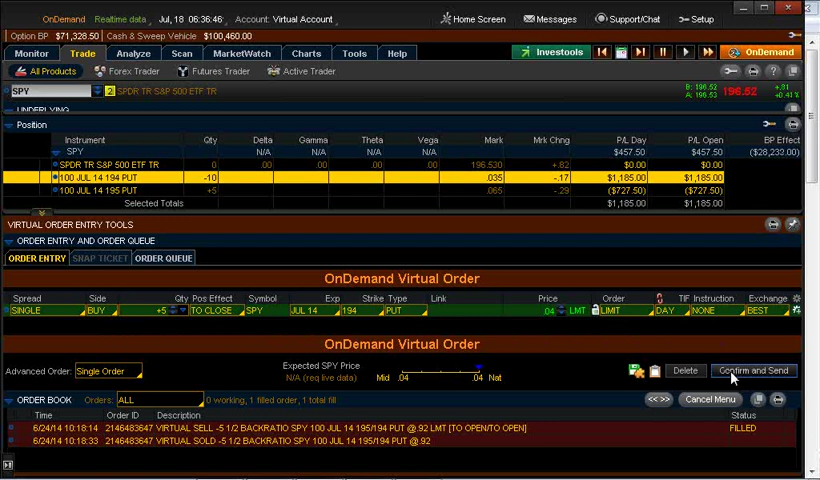 OnDemand Realtime data Jul, 18 06:36:46 Account: Virtual Account Home Screen Messages Support/Chat Setup
Option BP $71,328.50 Cash & Sweep Vehicle $100,460.00
Monitor Trade Analyze Scan MarketWatch Charts Tools Help Investools OnDemand
All Products Forex Trader Futures Trader Active Trader
SPY 2 SPDR TR S&P 500 ETF TR B: 196.52 A: 196.53 196.52 +.81 +0.41%
UNDERLYING
Position
Instrument Qty Delta Gamma Theta Vega Mark Mrk Chng P/L Day P/L Open BP Effect
SPY N/A N/A N/A N/A $457.50 $457.50 ($28,233.00)
SPDR TR S&P 500 ETF TR 0 .00 .00 .00 .00 196.530 +.82 $0.00 $0.00
100 JUL 14 194 PUT -10 .035 -.17 $1,185.00 $1,185.00
100 JUL 14 195 PUT +5 .065 -.29 ($727.50) ($727.50)
Selected Totals $1,185.00 $1,185.00
VIRTUAL ORDER ENTRY TOOLS
ORDER ENTRY AND ORDER QUEUE
ORDER ENTRY SNAP TICKET ORDER QUEUE
OnDemand Virtual Order
Spread Side Qty Pos Effect Symbol Exp Strike Type Link Price Order TIF Instruction Exchange
SINGLE BUY +5 TO CLOSE SPY JUL 14 194 PUT .04 LMT LIMIT DAY NONE BEST
OnDemand Virtual Order
Advanced Order: Single Order Expected SPY Price N/A (req live data) Mid .04 .04 Nat Delete Confirm and Send
ORDER BOOK Orders: ALL 0 working, 1 filled order, 1 total fill << >> Cancel Menu
Time Order ID Description Status
6/24/14 10:18:14 2146483647 VIRTUAL SELL -5 1/2 BACKRATIO SPY 100 JUL 14 195/194 PUT @.92 LMT [TO OPEN/TO OPEN] FILLED
6/24/14 10:18:33 2146483647 VIRTUAL SOLD -5 1/2 BACKRATIO SPY 100 JUL 14 195/194 PUT @.92